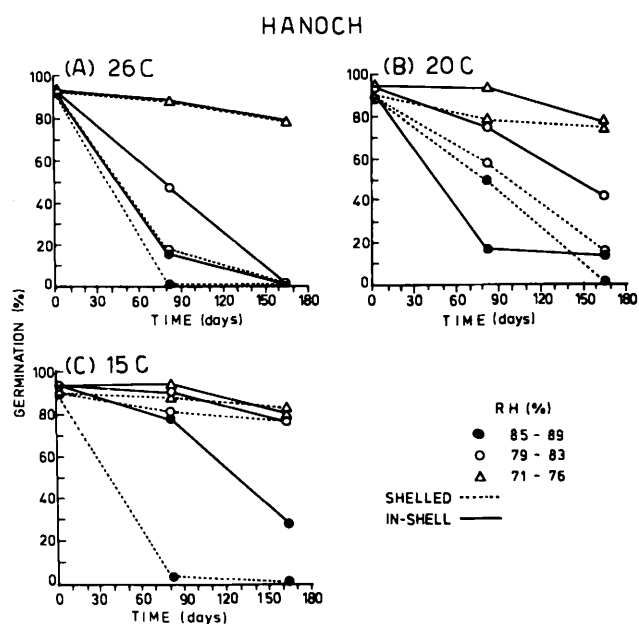 HANOCH
(A) 26C
(B) 20C
GERMINATION (%)
100
80
60
40
20
0
0 30 60 90 120 150 180
TIME (days)
100
80
60
40
20
0
0 30 60 90 120 150 180
TIME (days)
(C) 15C
100
80
60
40
20
0
0 30 60 90 120 150 180
TIME (days)
RH (%)
85 - 89
79 - 83
71 - 76
SHELLED
IN-SHELL